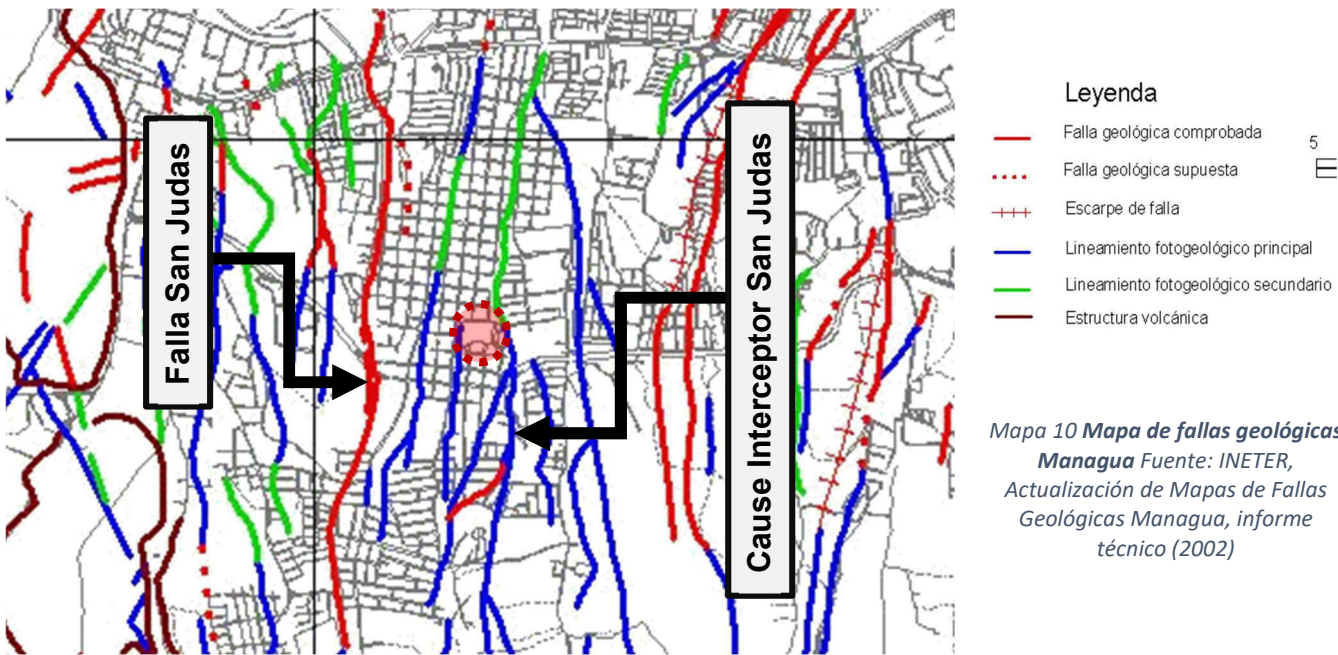 Falla San Judas
Cause Interceptor San Judas
Leyenda
Falla geológica comprobada
5
Falla geológica supuesta
Escarpe de falla
Lineamiento fotogeológico principal
Lineamiento fotogeológico secundario
Estructura volcánica
Mapa 10 Mapa de fallas geológicas
Managua Fuente: INETER,
Actualización de Mapas de Fallas
Geológicas Managua, informe
técnico (2002)